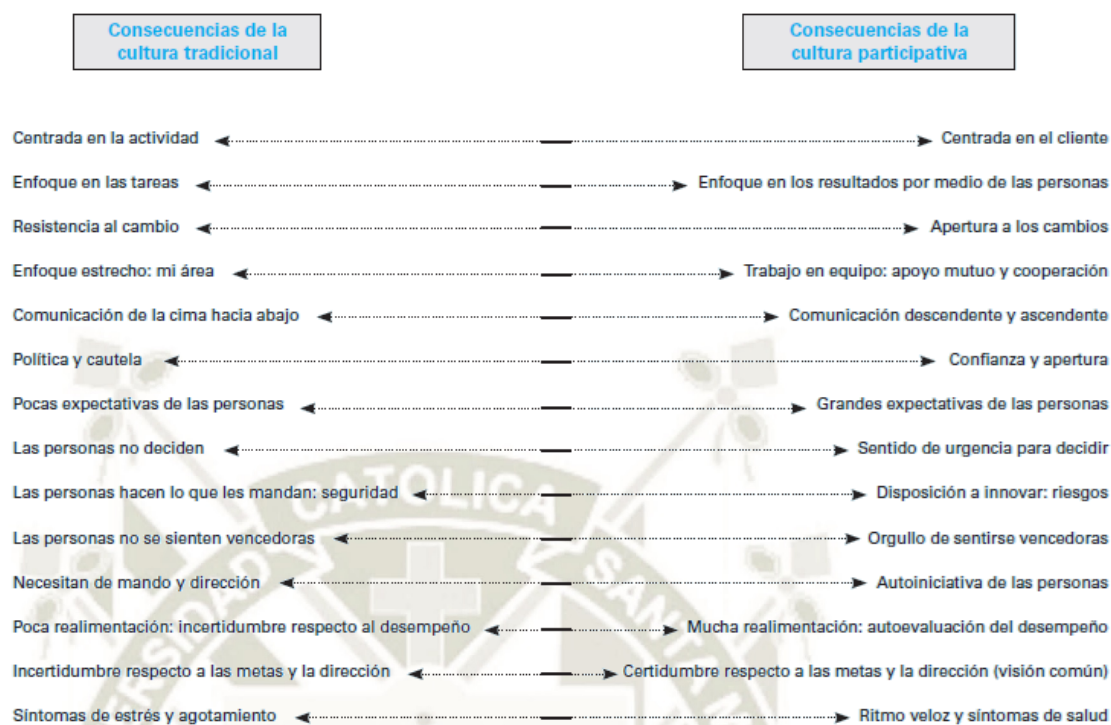 Consecuencias de la
cultura tradicional
Consecuencias de la
cultura participativa
Centrada en la actividad Centrada en el cliente
Enfoque en las tareas Enfoque en los resultados por medio de las personas
Resistencia al cambio Apertura a los cambios
Enfoque estrecho: mi área Trabajo en equipo: apoyo mutuo y cooperación
Comunicación de la cima hacia abajo Comunicación descendente y ascendente
Política y cautela Confianza y apertura
Pocas expectativas de las personas Grandes expectativas de las personas
Las personas no deciden Sentido de urgencia para decidir
Las personas hacen lo que les mandan: seguridad Disposición a innovar: riesgos
Las personas no se sienten vencedoras Orgullo de sentirse vencedoras
Necesitan de mando y dirección Autoiniciativa de las personas
Poca realimentación: incertidumbre respecto al desempeño Mucha realimentación: autoevaluación del desempeño
Incertidumbre respecto a las metas y la dirección Certidumbre respecto a las metas y la dirección (visión común)
Síntomas de estrés y agotamiento Ritmo veloz y síntomas de salud
CATOLICA